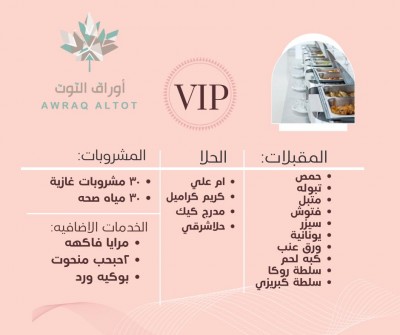 أوراق التوت
AWRAQ ALTOT
VIP
المقبلات:
حمص
تبوله
متبل
فتوش
سيزر
يونانية
ورق عنب
كبه لحم
سلطة روكا
سلطة كبريزي
الحلا
ام علي
كريم كراميل
مدرج كيك
حلاشرقي
المشروبات:
٣٠ مشروبات غازية
٣٠ مياه صحه
الخدمات الاضافيه:
مرايا فاكهه
٢حبحب منحوت
بوكيه ورد